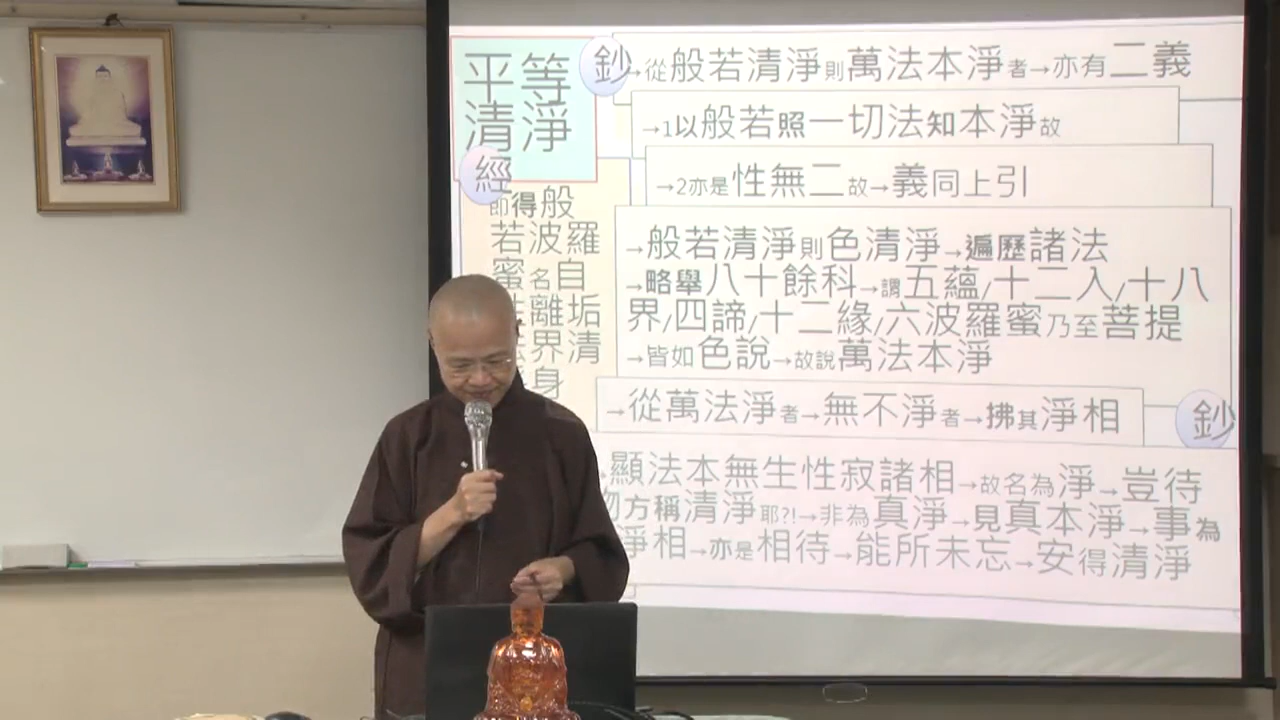 平等
清淨
經
即得般
若波羅
蜜名自
離垢
界清
身
鈔
→從般若清淨則萬法本淨者→亦有二義
→1以般若照一切法知本淨故
→2亦是性無二故→義同上引
→般若清淨則色清淨→遍歷諸法
→略舉八十餘科→謂五蘊/十二入/十八
界/四諦/十二緣/六波羅蜜乃至菩提
→皆如色說→故說萬法本淨
→從萬法淨者→無不淨者→拂其淨相
鈔
顯法本無生性寂諸相→故名為淨→豈待
物方稱清淨耶?!→非為真淨→見真本淨→事為
淨相→亦是相待→能所未忘→安得清淨